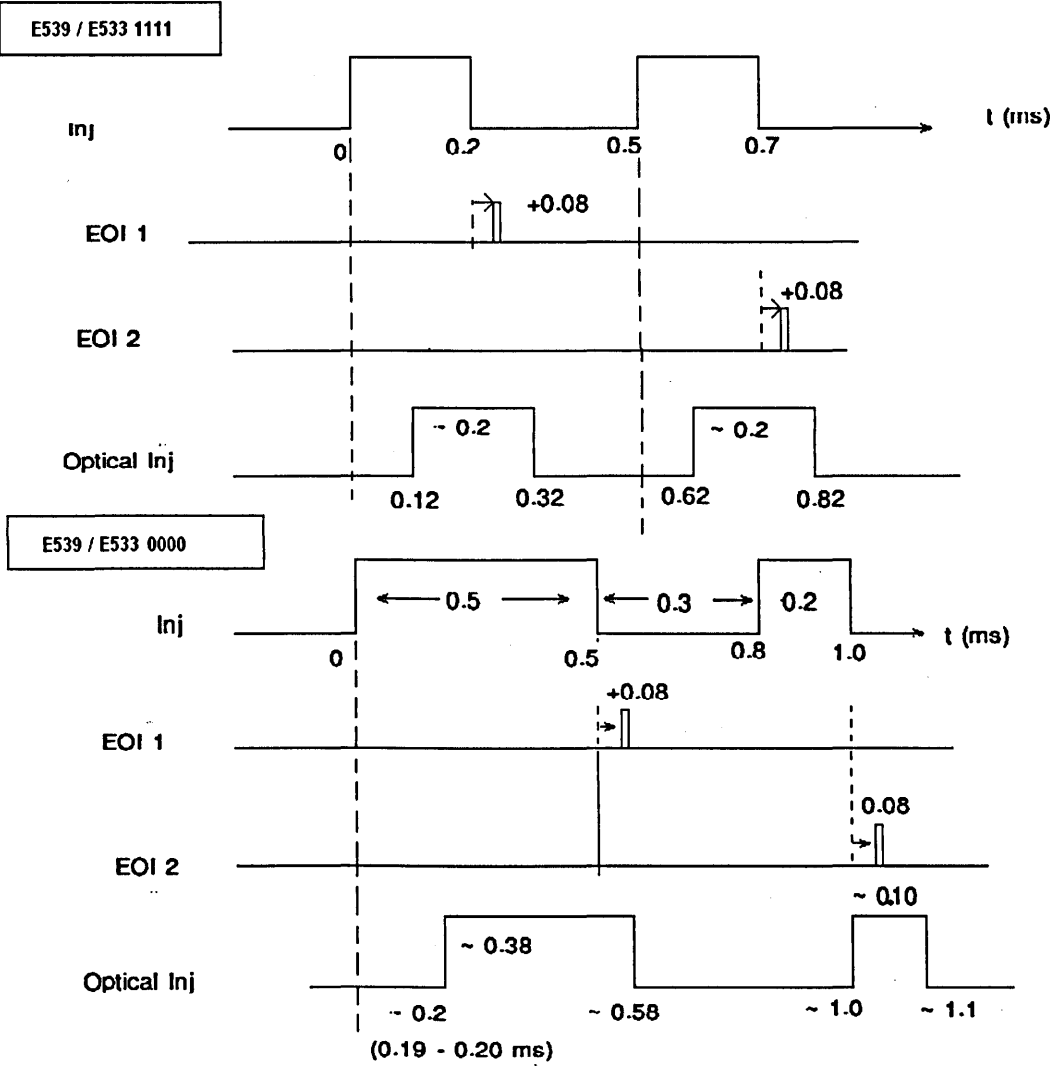 E539 / E533 1111
Inj
t (ms)
0
0.2
0.5
0.7
EOI 1
+0.08
EOI 2
+0.08
Optical Inj
~ 0.2
~ 0.2
0.12
0.32
0.62
0.82
E539 / E533 0000
Inj
0.5
0.3
0.2
t (ms)
0
0.5
0.8
1.0
EOI 1
+0.08
EOI 2
0.08
~ 0.10
Optical Inj
~ 0.38
~ 0.2
~ 0.58
~ 1.0
~ 1.1
(0.19 - 0.20 ms)